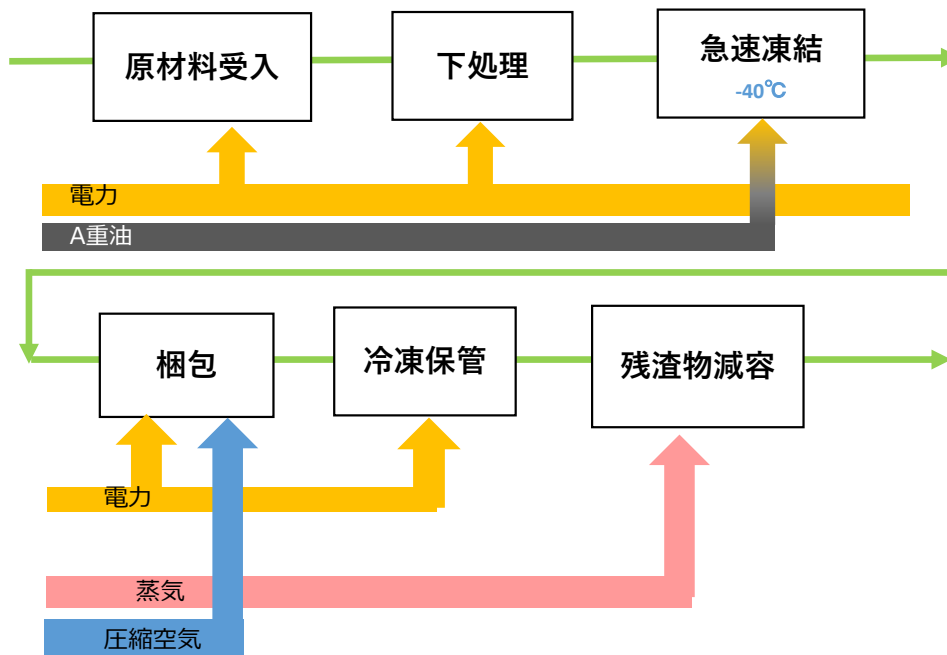 原材料受入
下処理
急速凍結
-40℃
電力
A重油
梱包
冷凍保管
残渣物減容
電力
蒸気
圧縮空気